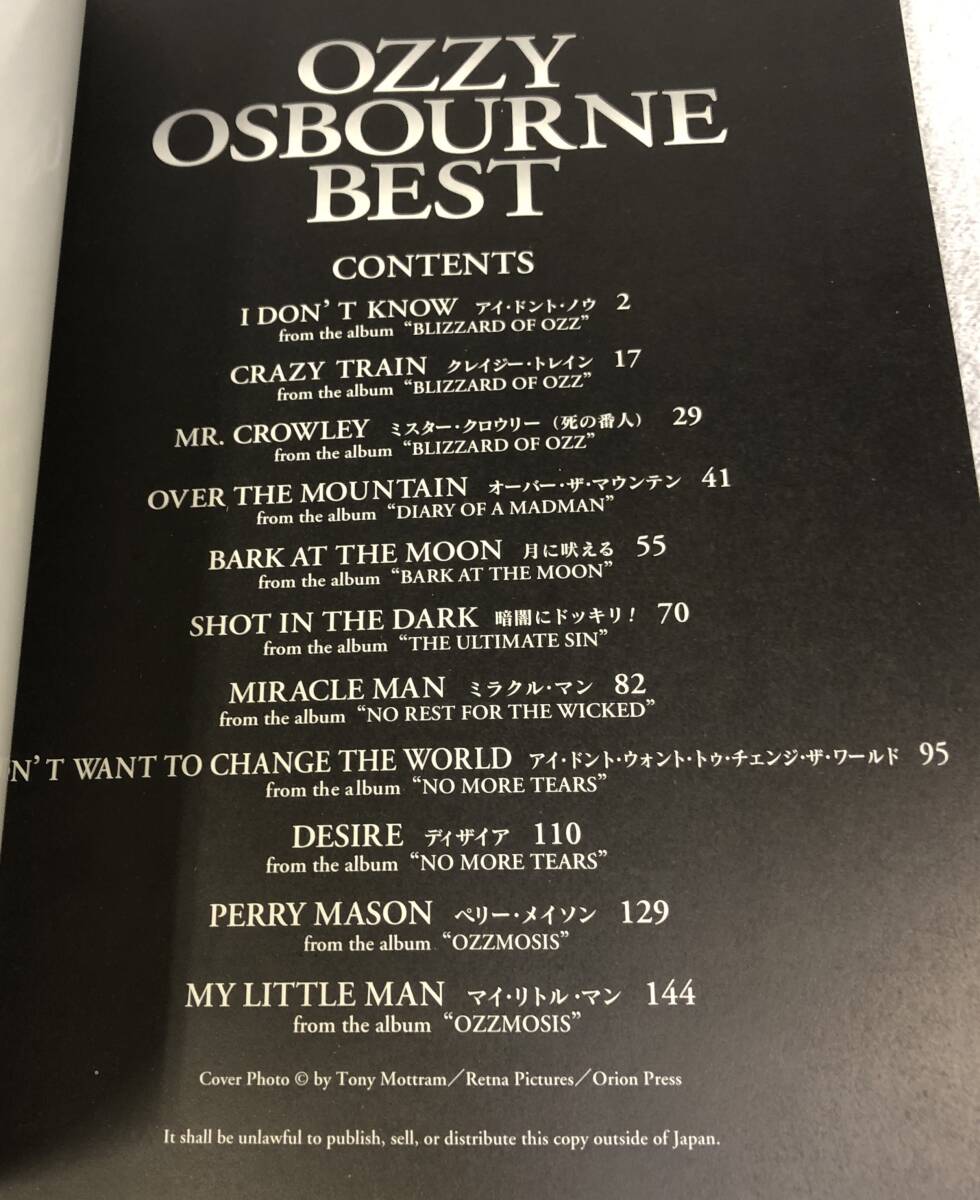 OZZY
OSBOURNE
BEST
CONTENTS
I DON'T KNOW アイ・ドント・ノウ 2
from the album "BLIZZARD OF OZZ"
CRAZY TRAIN クレイジー・トレイン 17
from the album "BLIZZARD OF OZZ"
MR. CROWLEY ミスター・クロウリー（死の番人） 29
from the album "BLIZZARD OF OZZ"
OVER THE MOUNTAIN オーバー・ザ・マウンテン 41
from the album "DIARY OF A MADMAN"
BARK AT THE MOON 月に吠える 55
from the album "BARK AT THE MOON"
SHOT IN THE DARK 暗闇にドッキリ！ 70
from the album "THE ULTIMATE SIN"
MIRACLE MAN ミラクル・マン 82
from the album "NO REST FOR THE WICKED"
N'T WANT TO CHANGE THE WORLD アイ・ドント・ウォント・トゥ・チェンジ・ザ・ワールド 95
from the album "NO MORE TEARS"
DESIRE ディザイア 110
from the album "NO MORE TEARS"
PERRY MASON ペリー・メイソン 129
from the album "OZZMOSIS"
MY LITTLE MAN マイ・リトル・マン 144
from the album "OZZMOSIS"
Cover Photo © by Tony Mottram／Retna Pictures／Orion Press
It shall be unlawful to publish, sell, or distribute this copy outside of Japan.